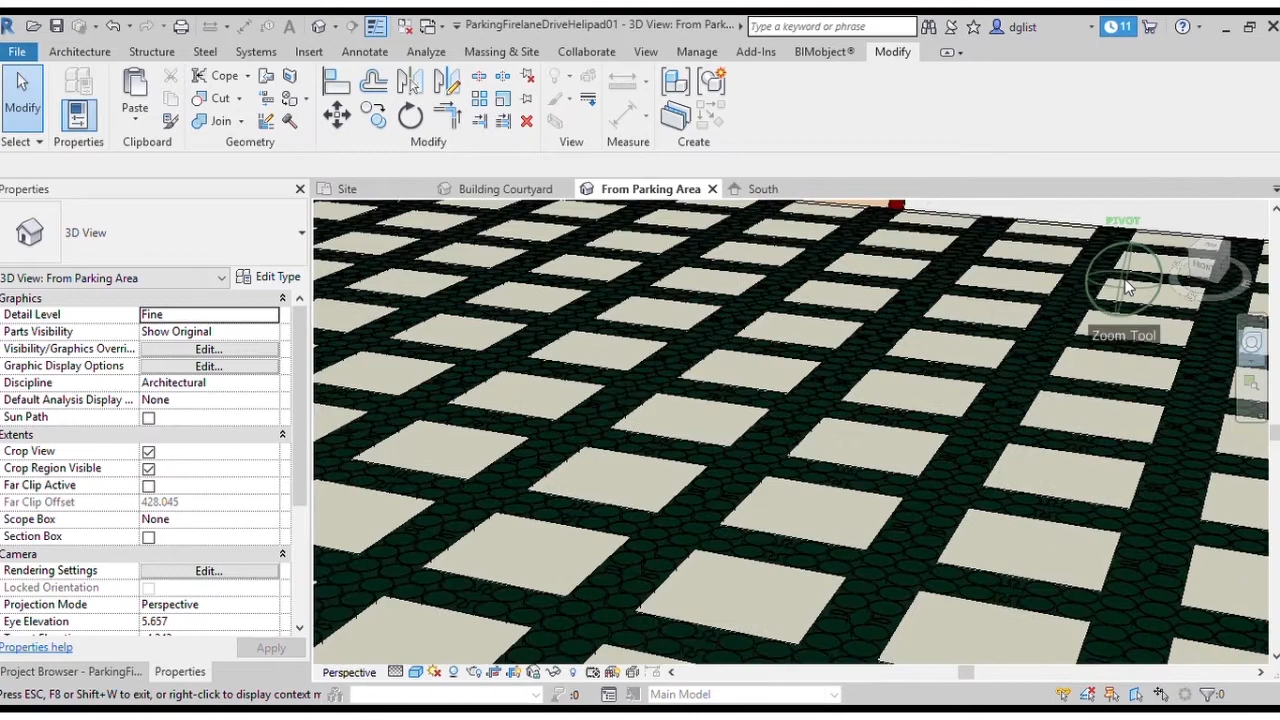 ParkingFirelaneDriveHelipad01 - 3D View: From Park...
Type a keyword or phrase
dglist
11
File Architecture Structure Steel Systems Insert Annotate Analyze Massing & Site Collaborate View Manage Add-Ins BIMobject® Modify
Modify
Paste
Cope
Cut
Join
Select Properties Clipboard Geometry Modify View Measure Create
Properties
Site Building Courtyard From Parking Area South
3D View
3D View: From Parking Area Edit Type
Graphics
Detail Level Fine
Parts Visibility Show Original
Visibility/Graphics Overri... Edit...
Graphic Display Options Edit...
Discipline Architectural
Default Analysis Display ... None
Sun Path
Extents
Crop View
Crop Region Visible
Far Clip Active
Far Clip Offset 428.045
Scope Box None
Section Box
Camera
Rendering Settings Edit...
Locked Orientation
Projection Mode Perspective
Eye Elevation 5.657
Properties help Apply
Project Browser - ParkingFi... Properties
PIVOT
Zoom Tool
Perspective
Press ESC, F8 or Shift+W to exit, or right-click to display context m
:0
Main Model
:0